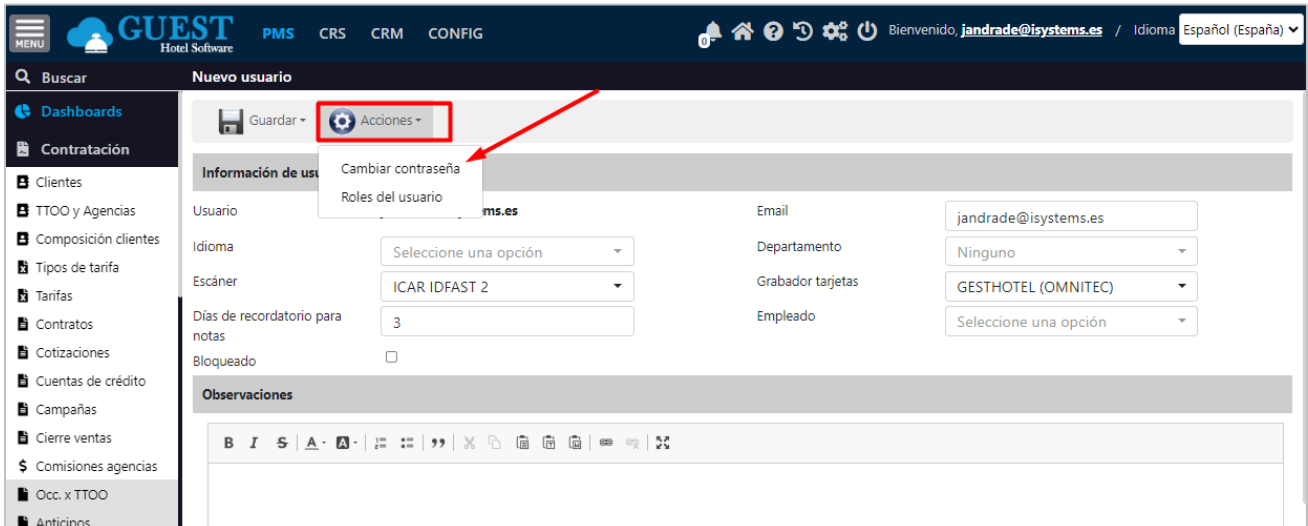 MENU
GUEST
Hotel Software
PMS CRS CRM CONFIG
0
Bienvenido, jandrade@isystems.es / Idioma Español (España)
Buscar
Nuevo usuario
Dashboards
Contratación
Clientes
TTOO y Agencias
Composición clientes
Tipos de tarifa
Tarifas
Contratos
Cotizaciones
Cuentas de crédito
Campañas
Cierre ventas
Comisiones agencias
Occ. x TTOO
Anticipos
Guardar
Acciones
Cambiar contraseña
Roles del usuario
Información de usu
Usuario ems.es
Email jandrade@isystems.es
Idioma Seleccione una opción
Departamento Ninguno
Escáner ICAR IDFAST 2
Grabador tarjetas GESTHOTEL (OMNITEC)
Días de recordatorio para
notas
3
Empleado Seleccione una opción
Bloqueado
Observaciones
B I S A A